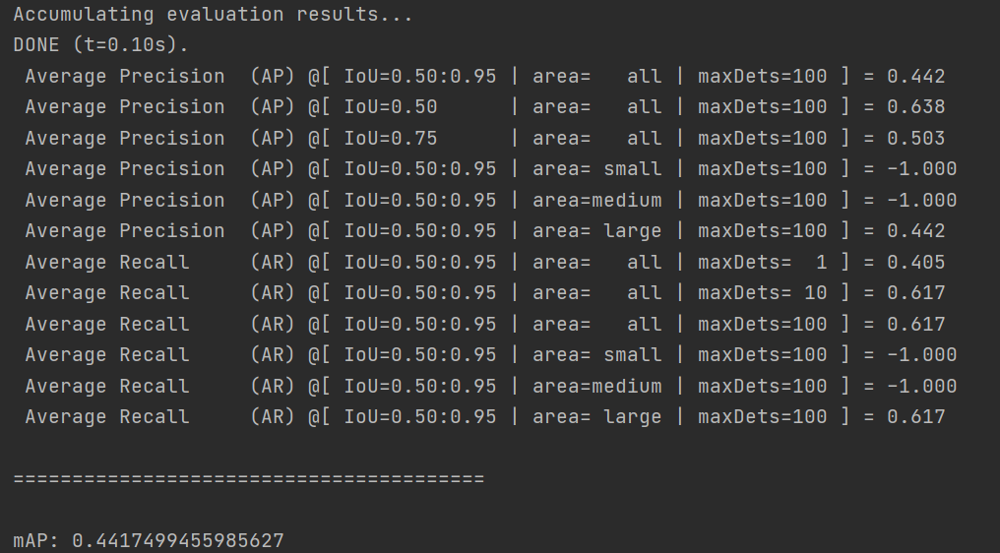 Accumulating evaluation results...
DONE (t=0.10s).
 Average Precision  (AP) @[ IoU=0.50:0.95 | area=   all | maxDets=100 ] = 0.442
 Average Precision  (AP) @[ IoU=0.50      | area=   all | maxDets=100 ] = 0.638
 Average Precision  (AP) @[ IoU=0.75      | area=   all | maxDets=100 ] = 0.503
 Average Precision  (AP) @[ IoU=0.50:0.95 | area= small | maxDets=100 ] = -1.000
 Average Precision  (AP) @[ IoU=0.50:0.95 | area=medium | maxDets=100 ] = -1.000
 Average Precision  (AP) @[ IoU=0.50:0.95 | area= large | maxDets=100 ] = 0.442
 Average Recall     (AR) @[ IoU=0.50:0.95 | area=   all | maxDets=  1 ] = 0.405
 Average Recall     (AR) @[ IoU=0.50:0.95 | area=   all | maxDets= 10 ] = 0.617
 Average Recall     (AR) @[ IoU=0.50:0.95 | area=   all | maxDets=100 ] = 0.617
 Average Recall     (AR) @[ IoU=0.50:0.95 | area= small | maxDets=100 ] = -1.000
 Average Recall     (AR) @[ IoU=0.50:0.95 | area=medium | maxDets=100 ] = -1.000
 Average Recall     (AR) @[ IoU=0.50:0.95 | area= large | maxDets=100 ] = 0.617
========================================
mAP: 0.4417499455985627